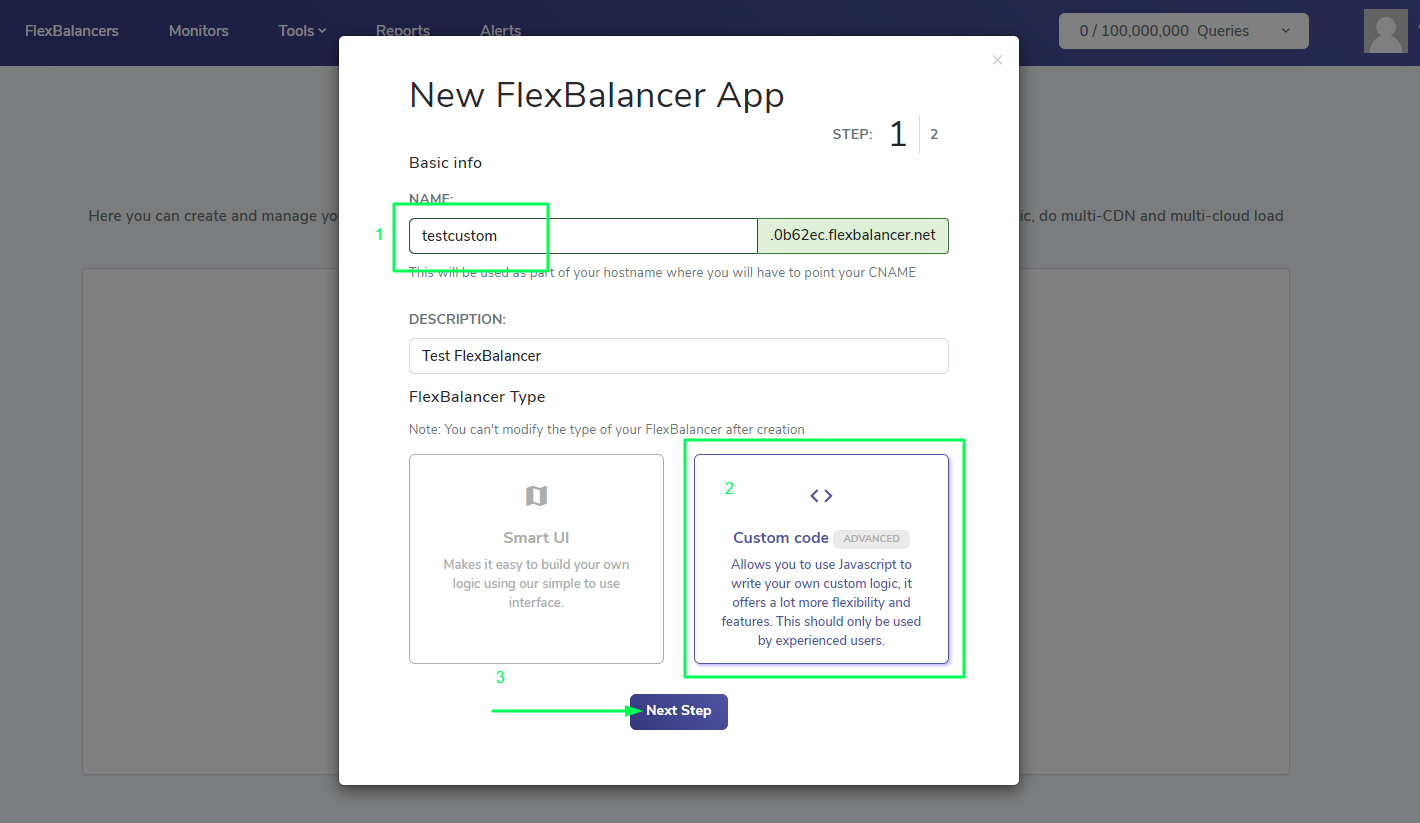 FlexBalancers Monitors Tools Reports Alerts 0 / 100,000,000 Queries
×
New FlexBalancer App
STEP: 1 2
Basic info
NAME:
Here you can create and manage yo
ic, do multi-CDN and multi-cloud load
1
testcustom .0b62ec.flexbalancer.net
This will be used as part of your hostname where you will have to point your CNAME
DESCRIPTION:
Test FlexBalancer
FlexBalancer Type
Note: You can't modify the type of your FlexBalancer after creation
Smart UI
Makes it easy to build your own
logic using our simple to use
interface.
2
<>
Custom code ADVANCED
Allows you to use Javascript to
write your own custom logic, it
offers a lot more flexibility and
features. This should only be used
by experienced users.
3
Next Step